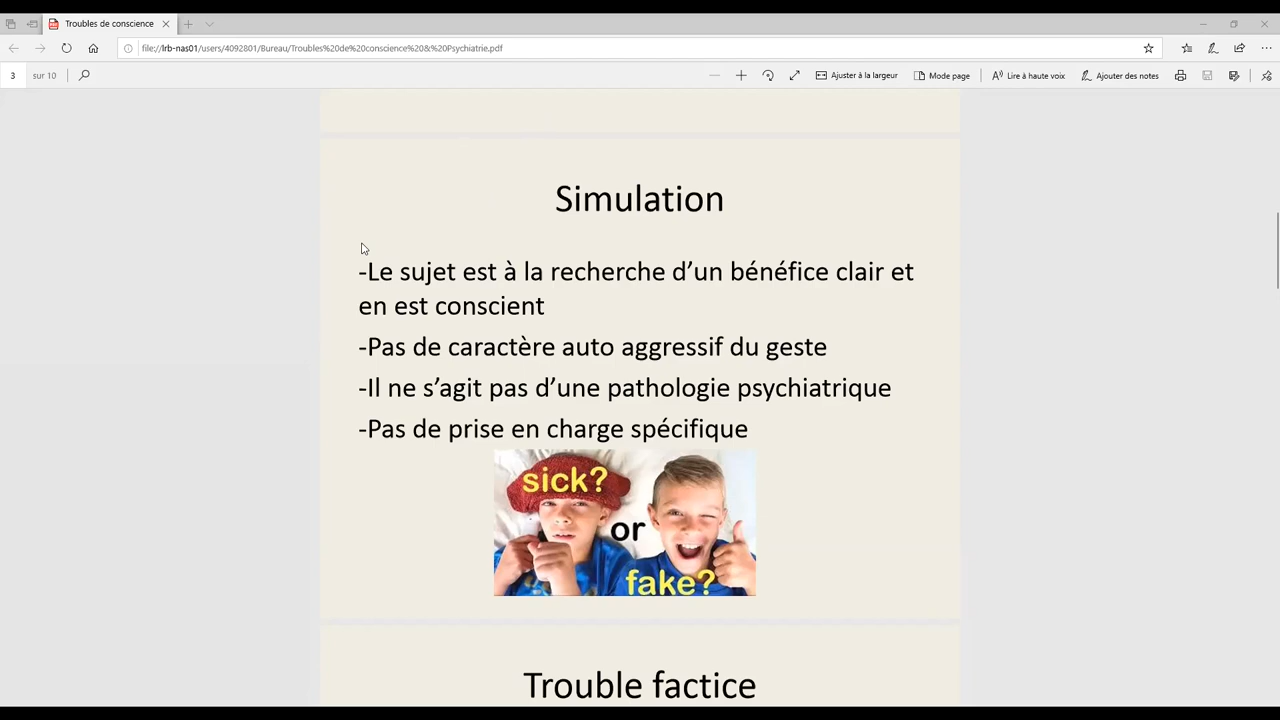 Troubles de conscience
file://lrb-nas01/users/4092801/Bureau/Troubles%20de%20conscience%20&%20Psychiatrie.pdf
3 sur 10
Ajuster à la largeur
Mode page
Lire à haute voix
Ajouter des notes
Simulation
-Le sujet est à la recherche d’un bénéfice clair et
en est conscient
-Pas de caractère auto aggressif du geste
-Il ne s’agit pas d’une pathologie psychiatrique
-Pas de prise en charge spécifique
sick?
or
fake?
Trouble factice